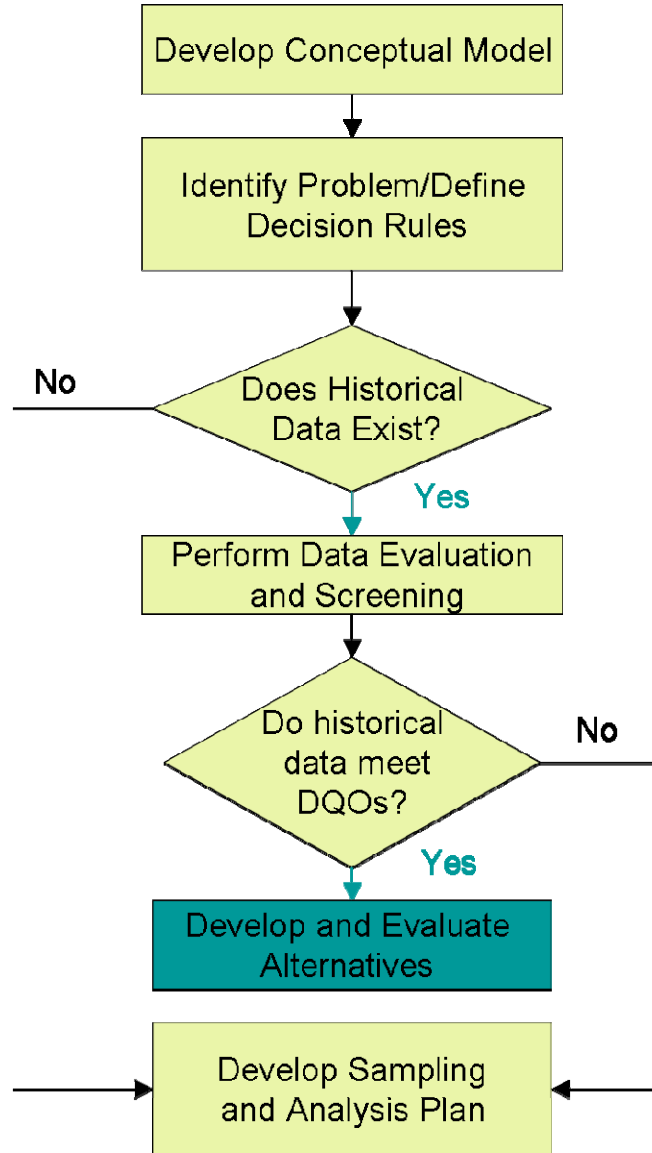 Develop Conceptual Model
Identify Problem/Define
Decision Rules
No
Does Historical
Data Exist?
Yes
Perform Data Evaluation
and Screening
Do historical
data meet
DQOs?
No
Yes
Develop and Evaluate
Alternatives
Develop Sampling
and Analysis Plan